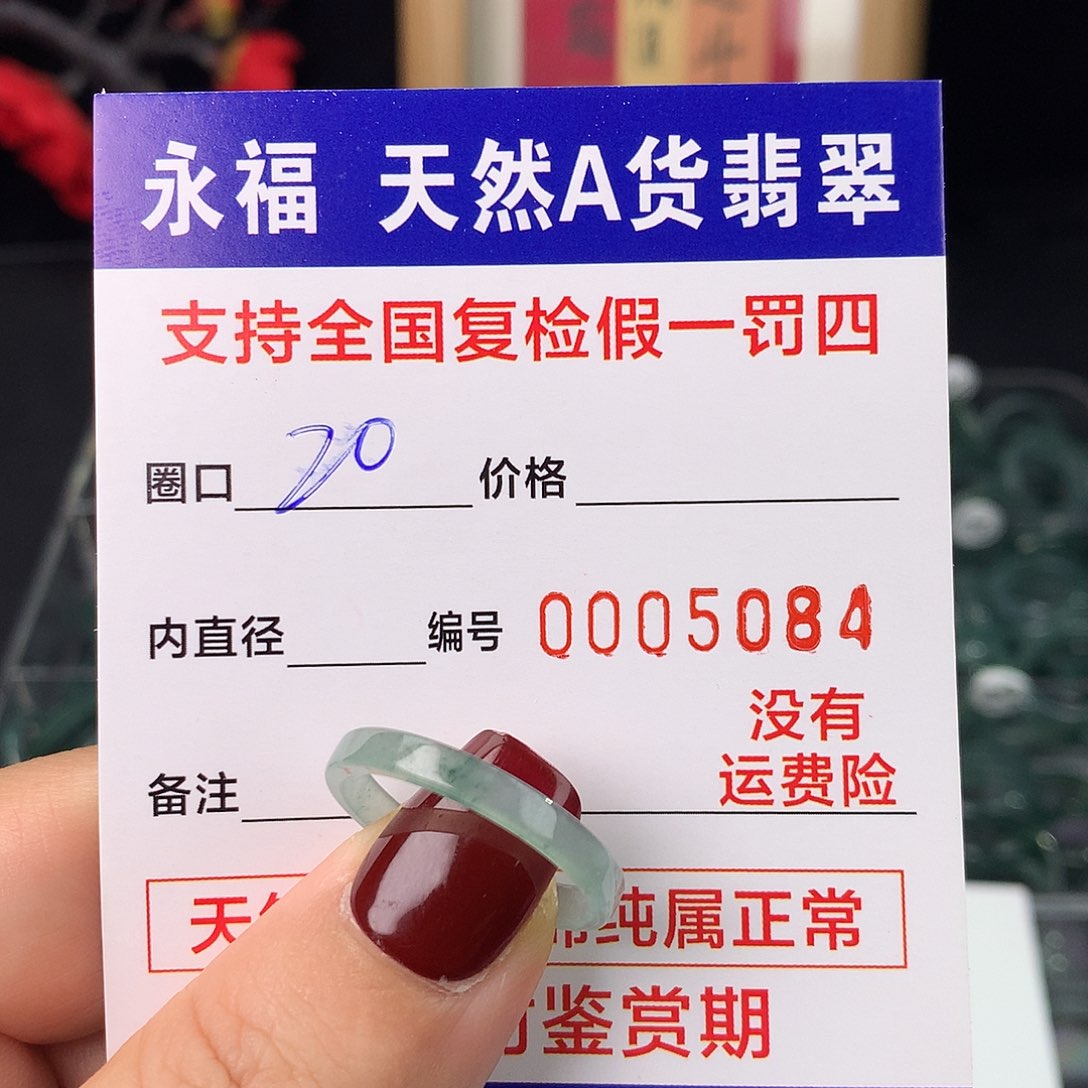 永福 天然A货翡翠
支持全国复检假一罚四
圈口 20 价格
内直径 编号 0005084
没有
备注 运费险
天 纯属正常
鉴赏期